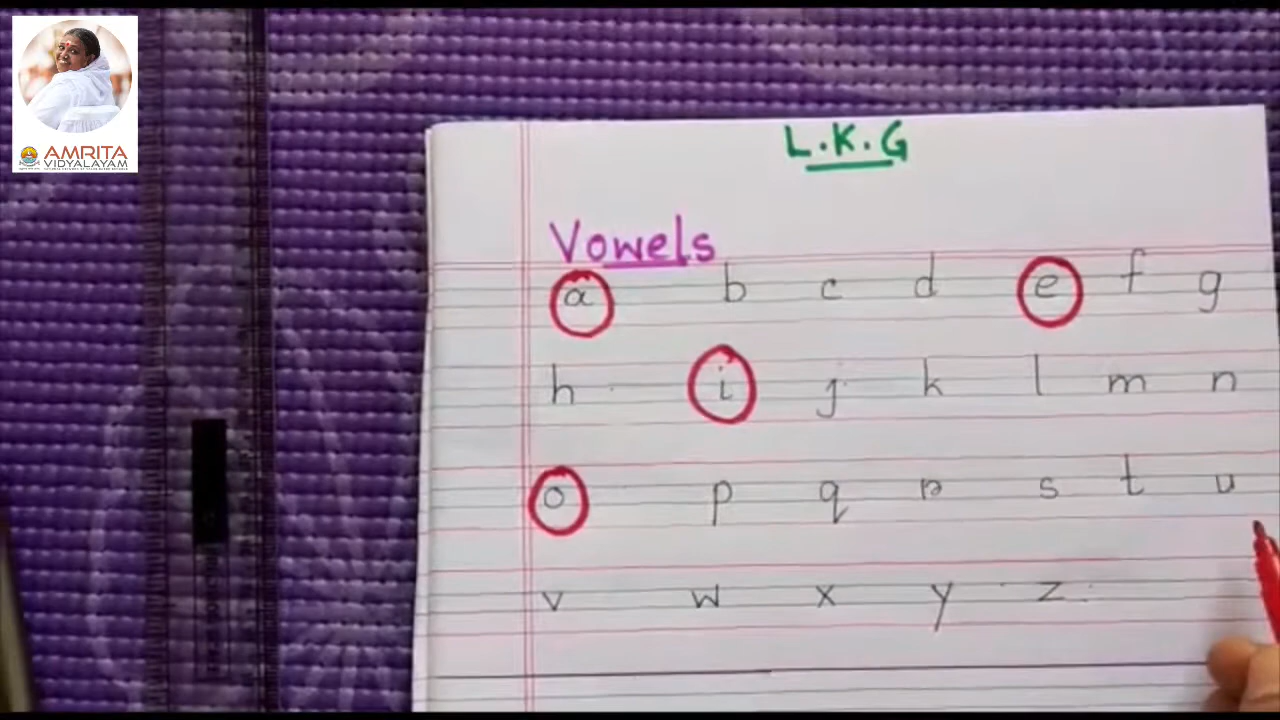 AMRITA
VIDYALAYAM
L.K.G
Vowels
a b c d e f g
h i j k l m n
o p q r s t u
v w x y z